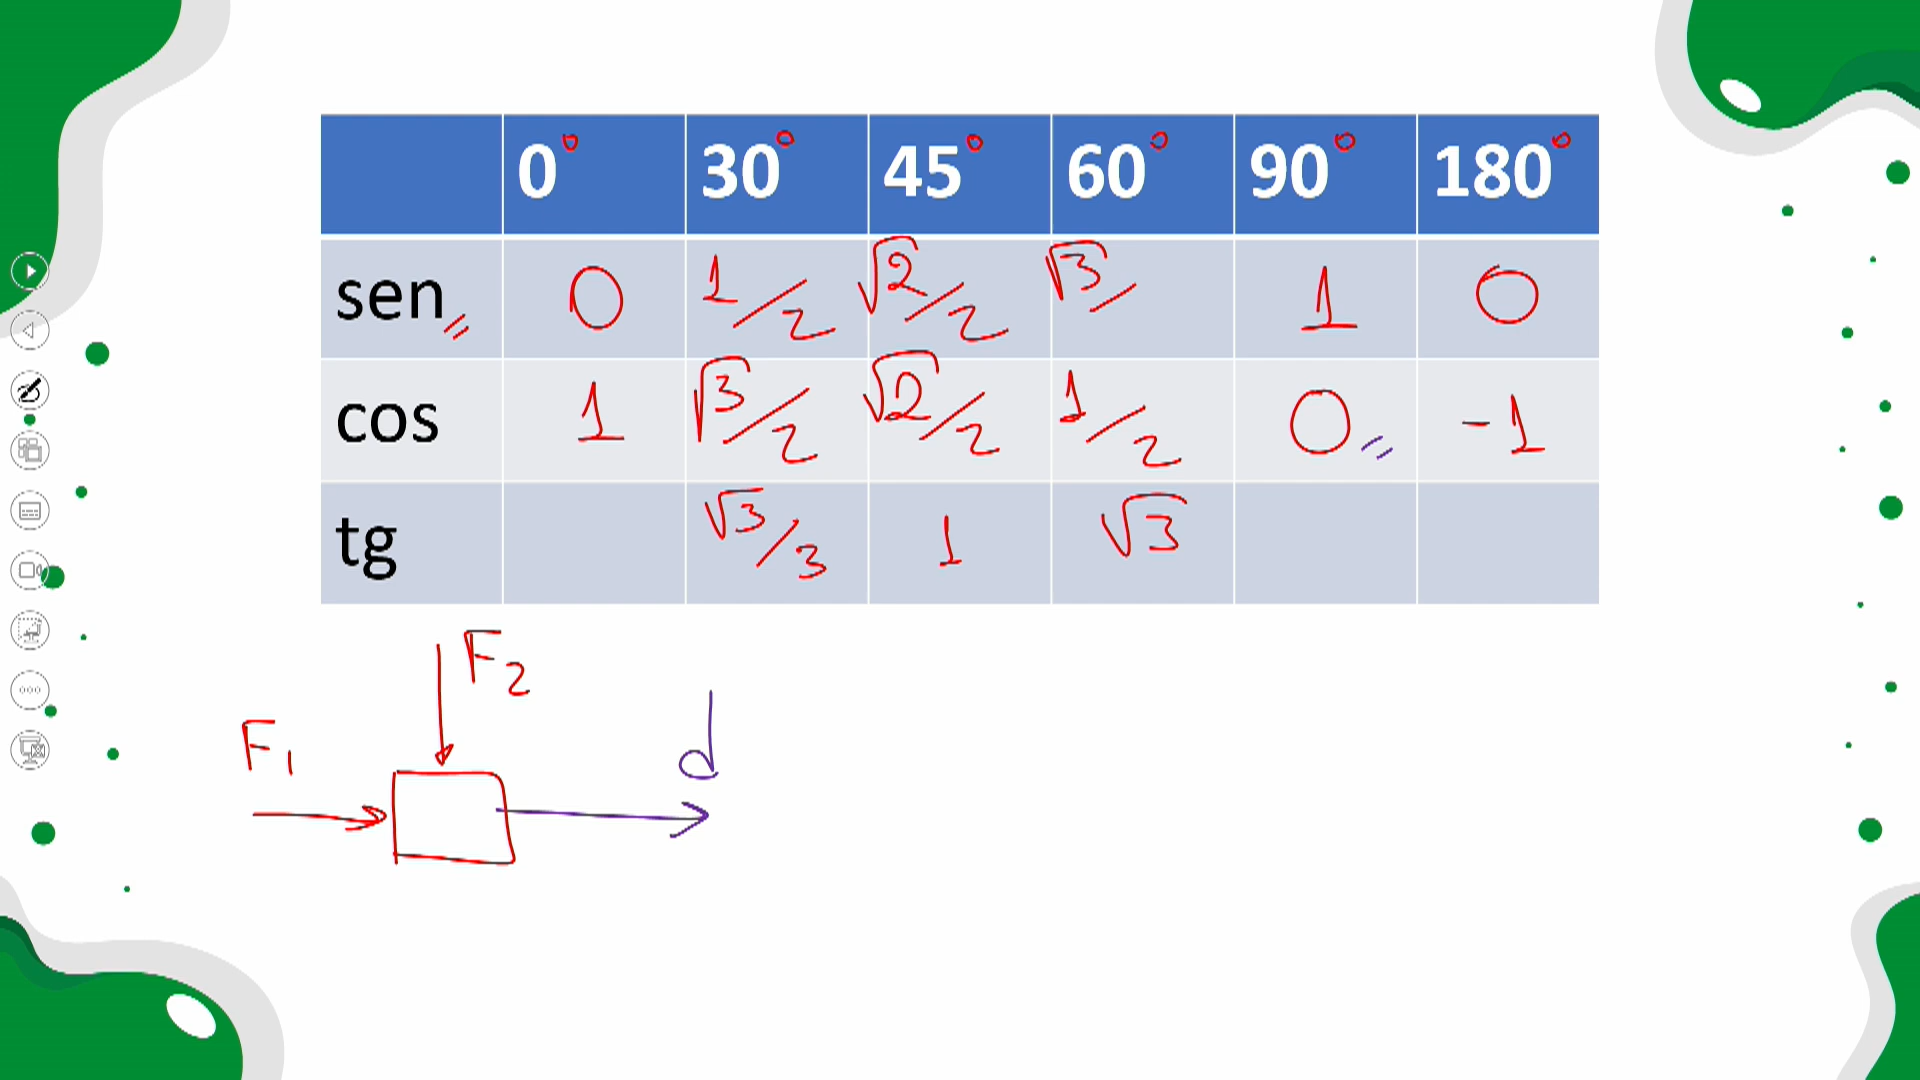 0° 30° 45° 60° 90° 180°
sen 0 1/2 √2/2 √3/ 1 0
cos 1 √3/2 √2/2 1/2 0 -1
tg √3/3 1 √3
F2
F1
d